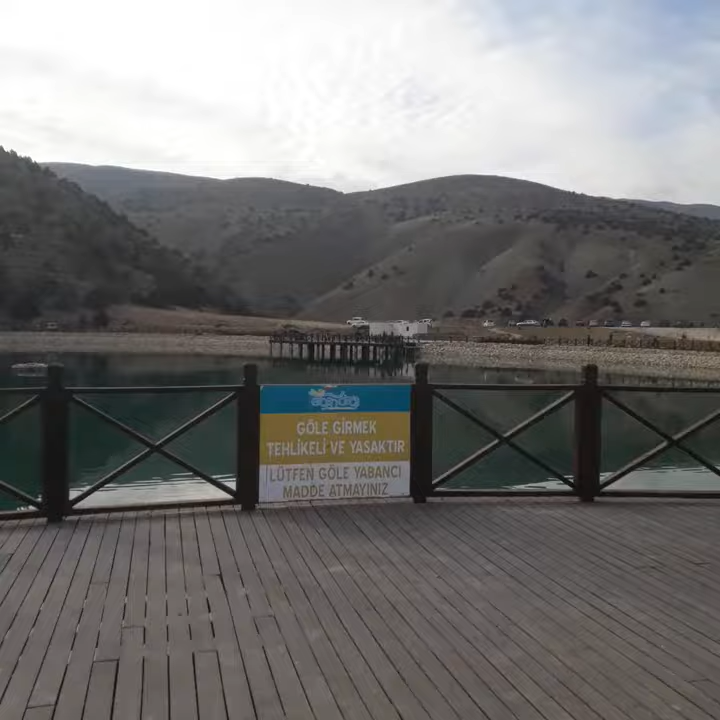 GÖLE GİRMEK
TEHLİKELİ VE YASAKTIR
LÜTFEN GÖLE YABANCI
MADDE ATMAYINIZ